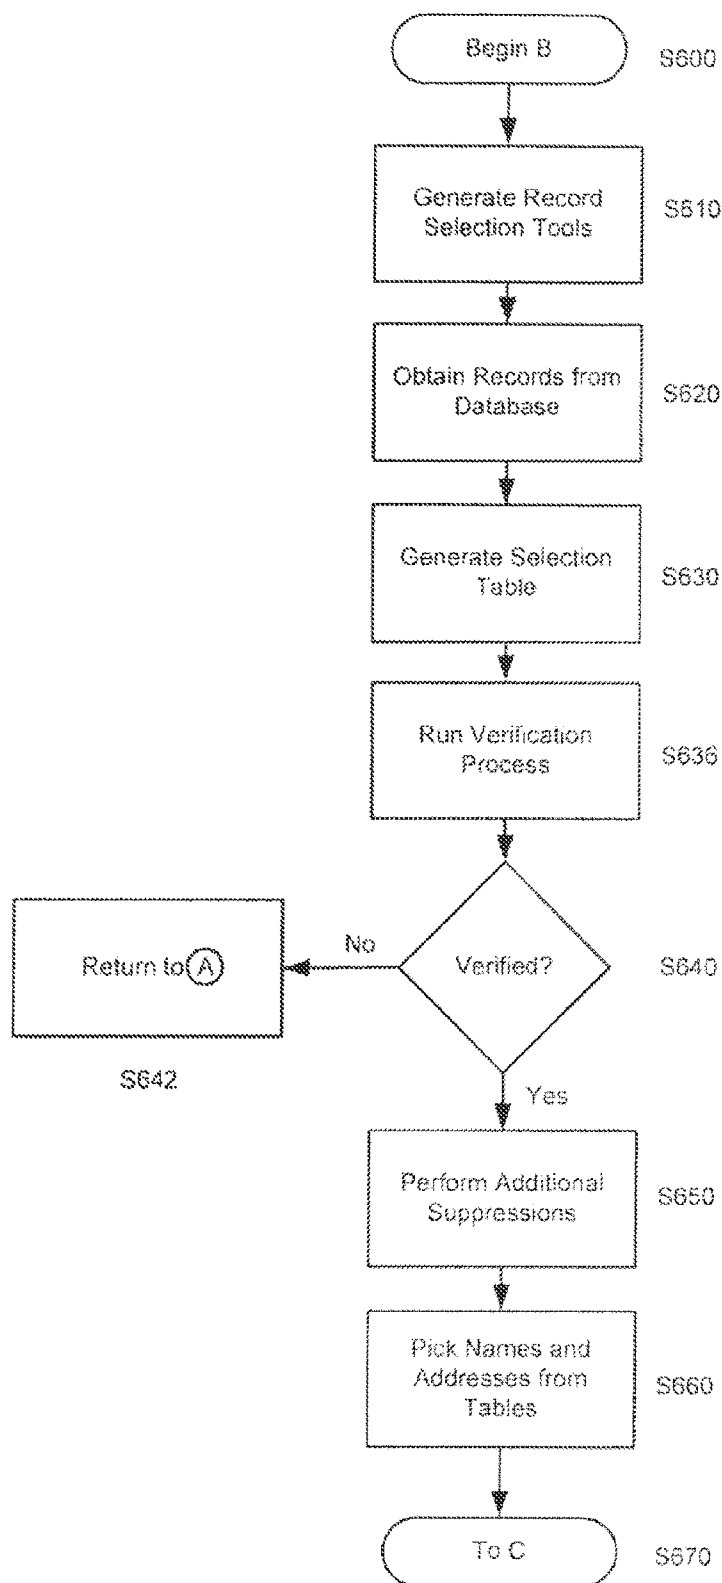 Begin B
S600
Generate Record
Selection Tools
S610
Obtain Records from
Database
S620
Generate Selection
Table
S630
Run Verification
Process
S636
Verified?
S640
No
Return to A
S642
Yes
Perform Additional
Suppressions
S650
Pick Names and
Addresses from
Tables
S660
To C
S670